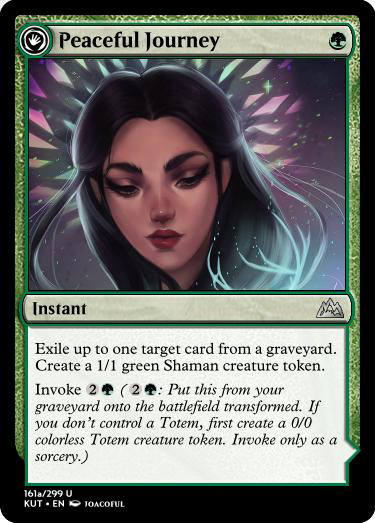 Peaceful Journey
Instant
Exile up to one target card from a graveyard.
Create a 1/1 green Shaman creature token.
Invoke 2 ( 2 : Put this from your
graveyard onto the battlefield transformed. If
you don't control a Totem, first create a 0/0
colorless Totem creature token. Invoke only as a
sorcery.)
161a/299 U
KUT • EN JOACOFUL